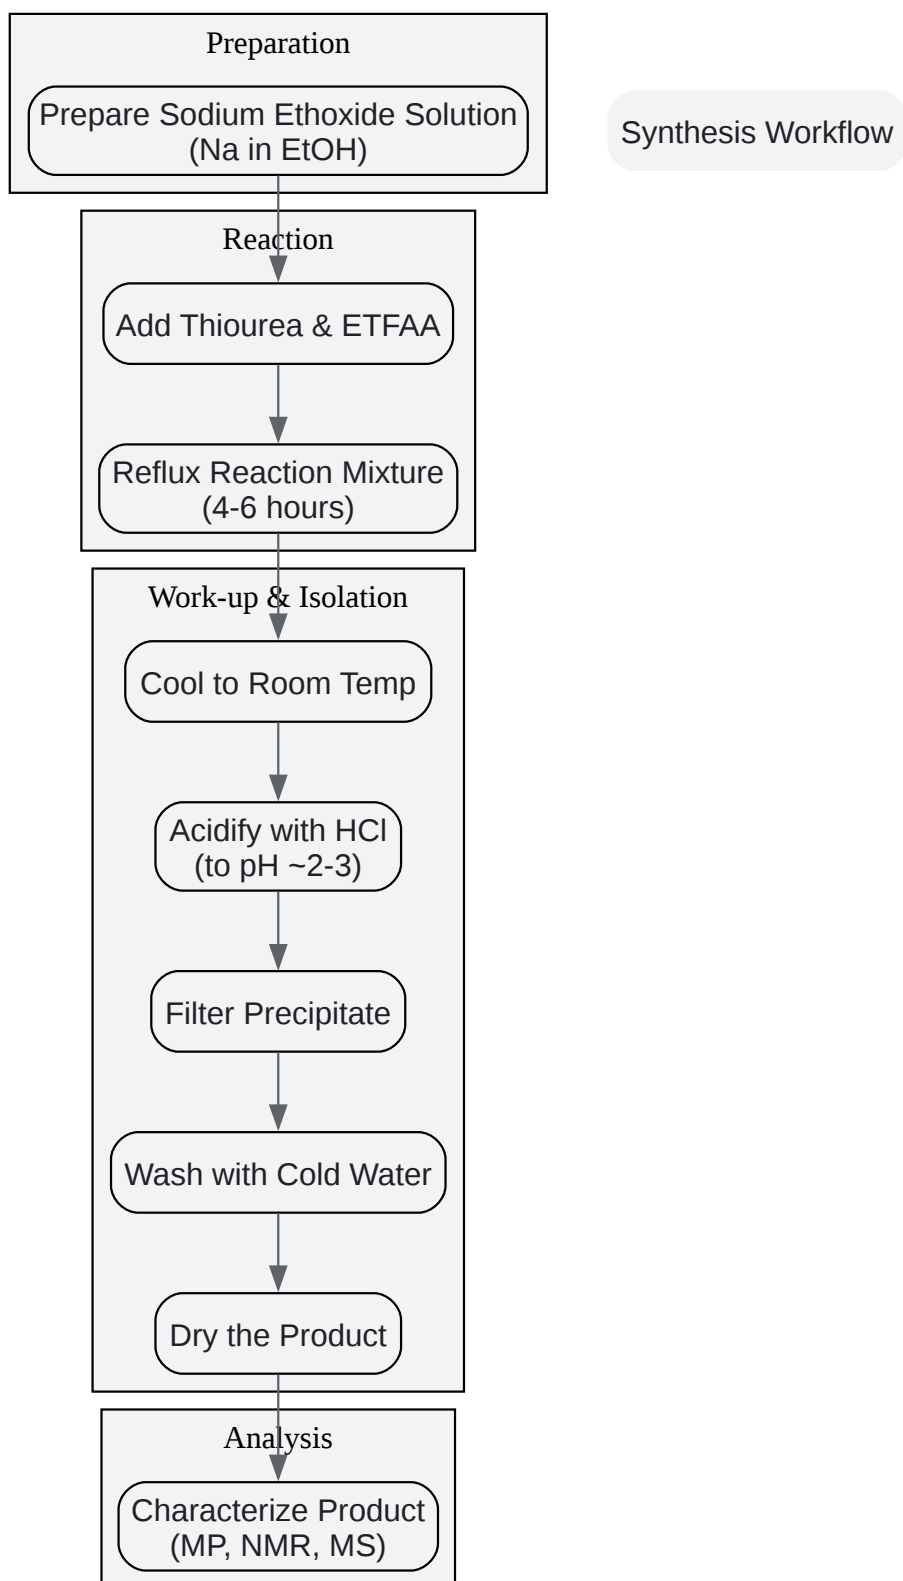 Preparation
Prepare Sodium Ethoxide Solution
(Na in EtOH)
Synthesis Workflow
Reaction
Add Thiourea & ETFAA
Reflux Reaction Mixture
(4-6 hours)
Work-up & Isolation
Cool to Room Temp
Acidify with HCl
(to pH ~2-3)
Filter Precipitate
Wash with Cold Water
Dry the Product
Analysis
Characterize Product
(MP, NMR, MS)